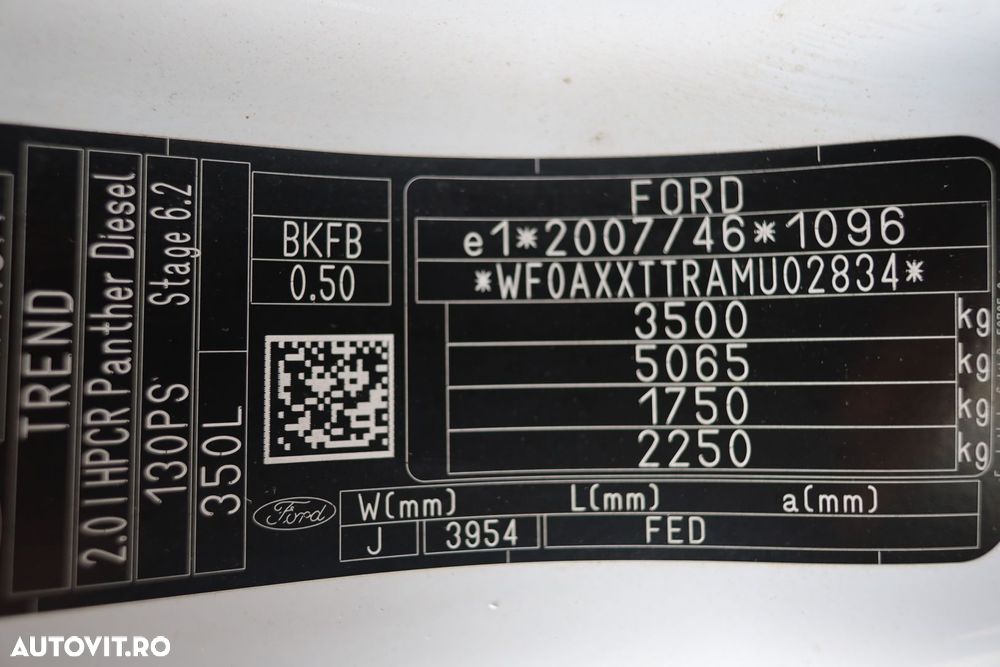 TREND
2.0 l HPCR Panther Diesel
130PS Stage 6.2
350L
BKFB
0.50
FORD
e1*2007/46*1096
*WF0AXXTTRAMU02834*
3500 kg
5065 kg
1750 kg
2250 kg
Ford
W(mm) L(mm) a(mm)
J 3954 FED
AUTOVIT.RO